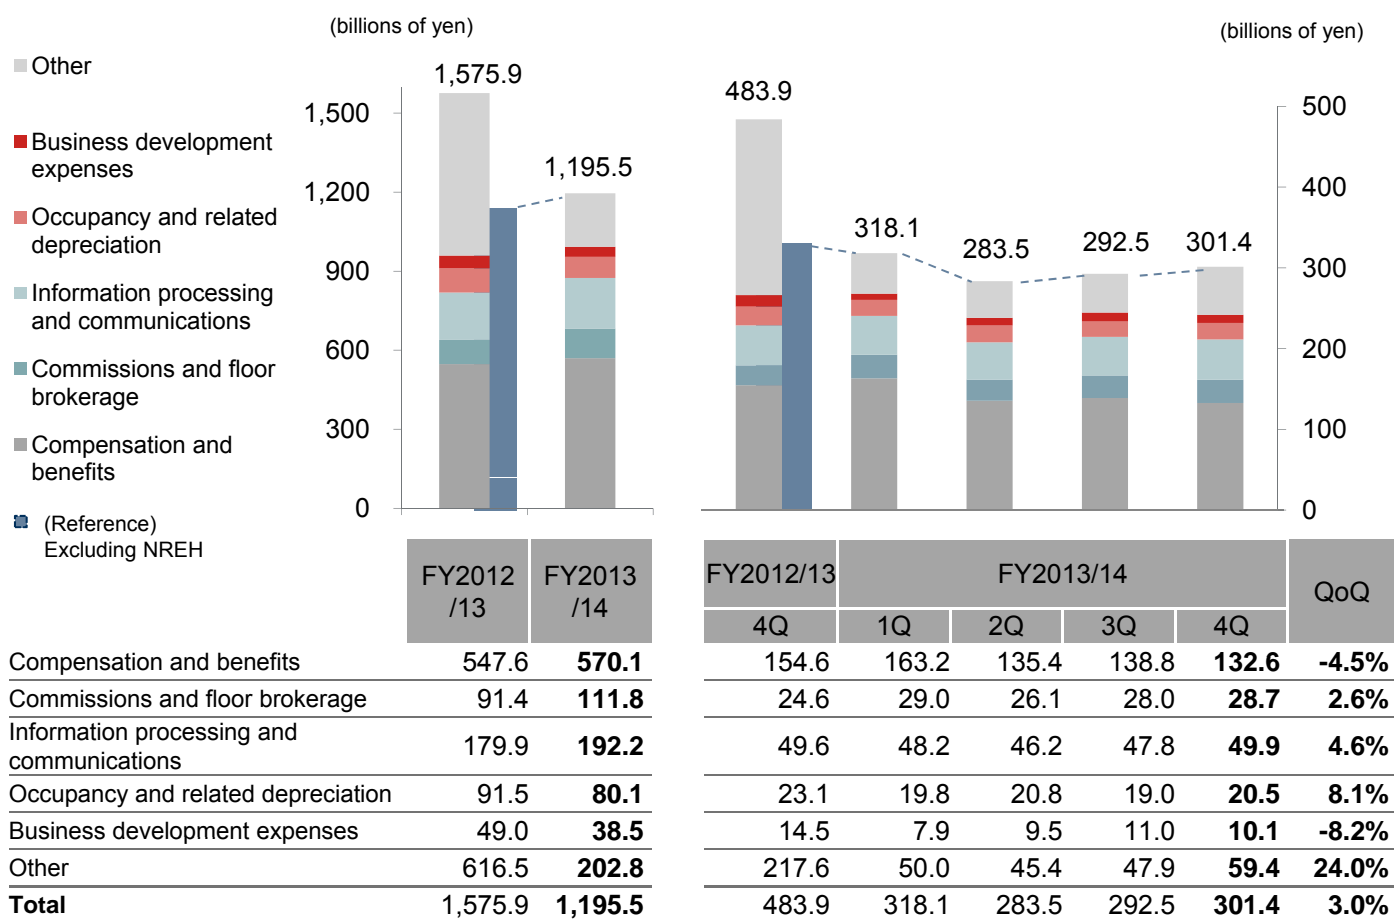 (billions of yen)
(billions of yen)
Other
Business development
expenses
Occupancy and related
depreciation
Information processing
and communications
Commissions and floor
brokerage
Compensation and
benefits
(Reference)
Excluding NREH
1,575.9
1,195.5
1,500
1,200
900
600
300
0
483.9
318.1
283.5
292.5
301.4
500
400
300
200
100
0
FY2012
/13
FY2013
/14
FY2012/13
FY2013/14
QoQ
4Q 1Q 2Q 3Q 4Q
Compensation and benefits 547.6 570.1 154.6 163.2 135.4 138.8 132.6 -4.5%
Commissions and floor brokerage 91.4 111.8 24.6 29.0 26.1 28.0 28.7 2.6%
Information processing and
communications 179.9 192.2 49.6 48.2 46.2 47.8 49.9 4.6%
Occupancy and related depreciation 91.5 80.1 23.1 19.8 20.8 19.0 20.5 8.1%
Business development expenses 49.0 38.5 14.5 7.9 9.5 11.0 10.1 -8.2%
Other 616.5 202.8 217.6 50.0 45.4 47.9 59.4 24.0%
Total 1,575.9 1,195.5 483.9 318.1 283.5 292.5 301.4 3.0%